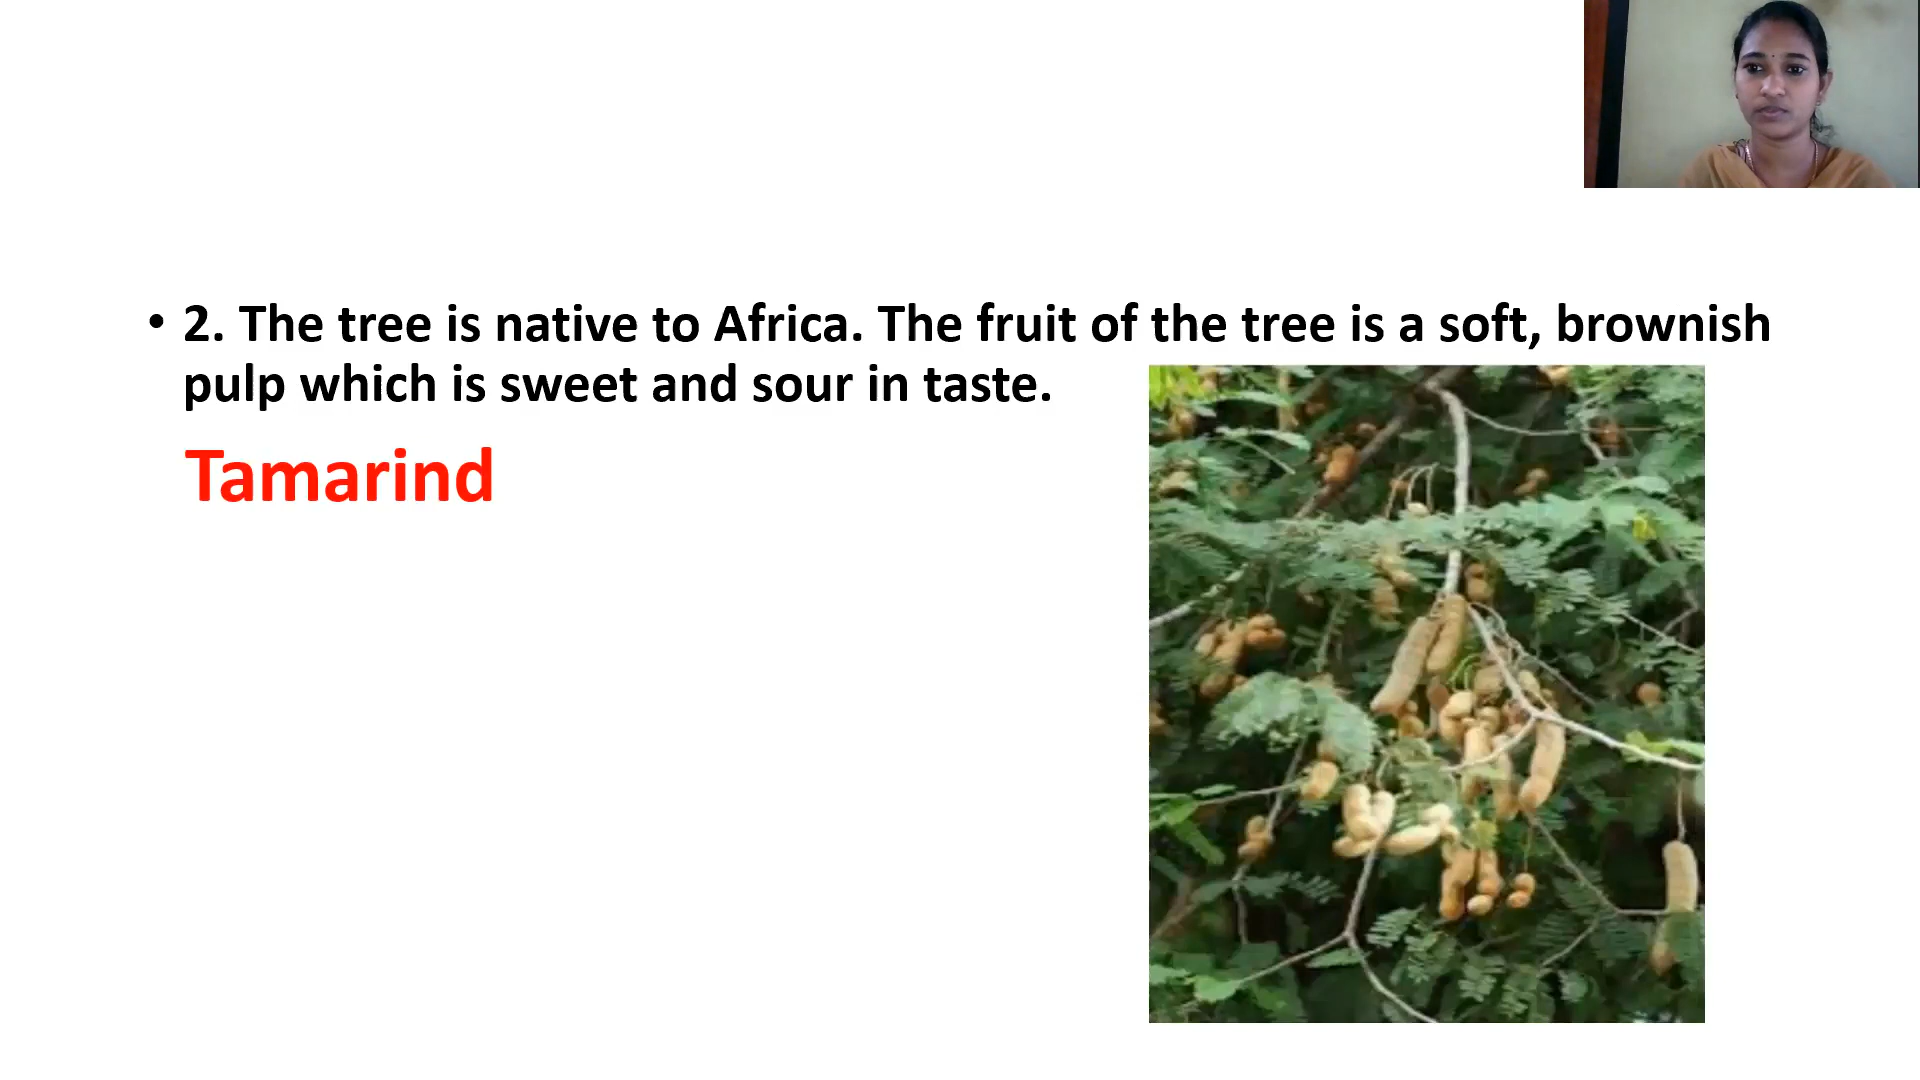 • 2. The tree is native to Africa. The fruit of the tree is a soft, brownish
pulp which is sweet and sour in taste.
Tamarind